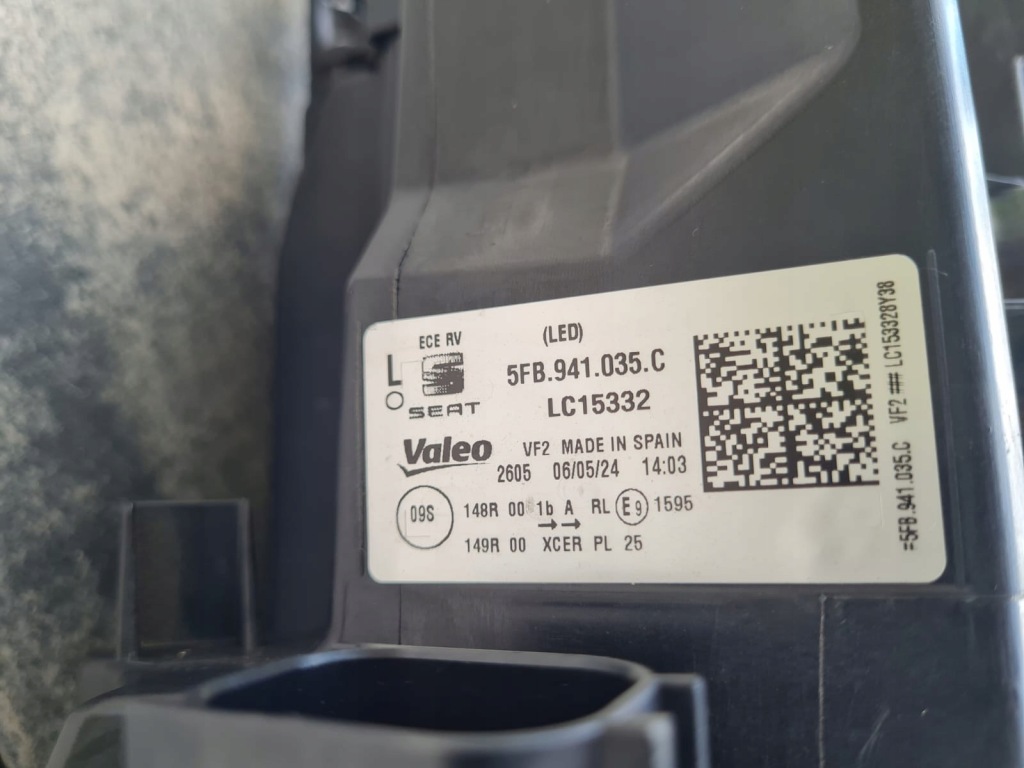 ECE RV
(LED)
L
SEAT
5FB.941.035.C
LC15332
Valeo
VF2 MADE IN SPAIN
2605 06/05/24 14:03
09S
148R 00 1b A RL E9 1595
→→
149R 00 XCER PL 25
=5FB.941.035.C VF2 ## LC153328Y38